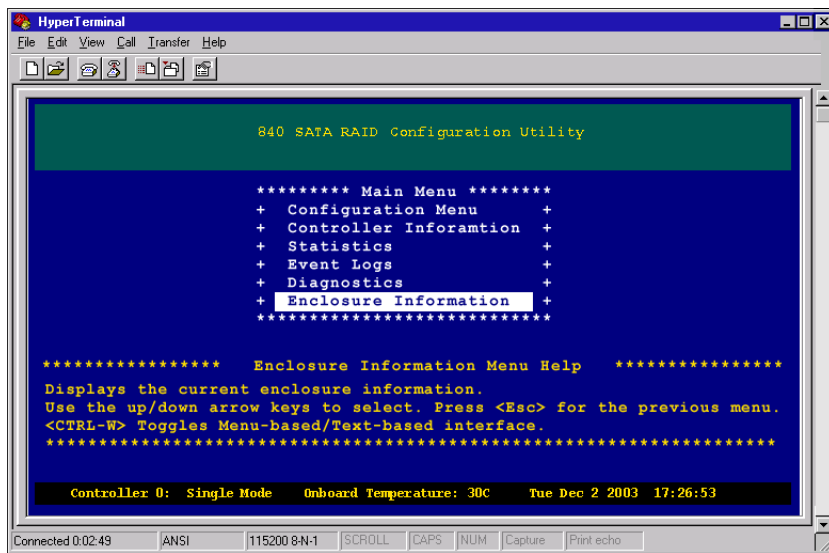 HyperTerminal
File Edit View Call Transfer Help
840 SATA RAID Configuration Utility
********* Main Menu ********
+ Configuration Menu +
+ Controller Inforamtion +
+ Statistics +
+ Event Logs +
+ Diagnostics +
+ Enclosure Information +
****************************
***************** Enclosure Information Menu Help ****************
Displays the current enclosure information.
Use the up/down arrow keys to select. Press <Esc> for the previous menu.
<CTRL-W> Toggles Menu-based/Text-based interface.
**********************************************************************
Controller 0: Single Mode Onboard Temperature: 30C Tue Dec 2 2003 17:26:53
Connected 0:02:49 ANSI 115200 8-N-1 SCROLL CAPS NUM Capture Print echo